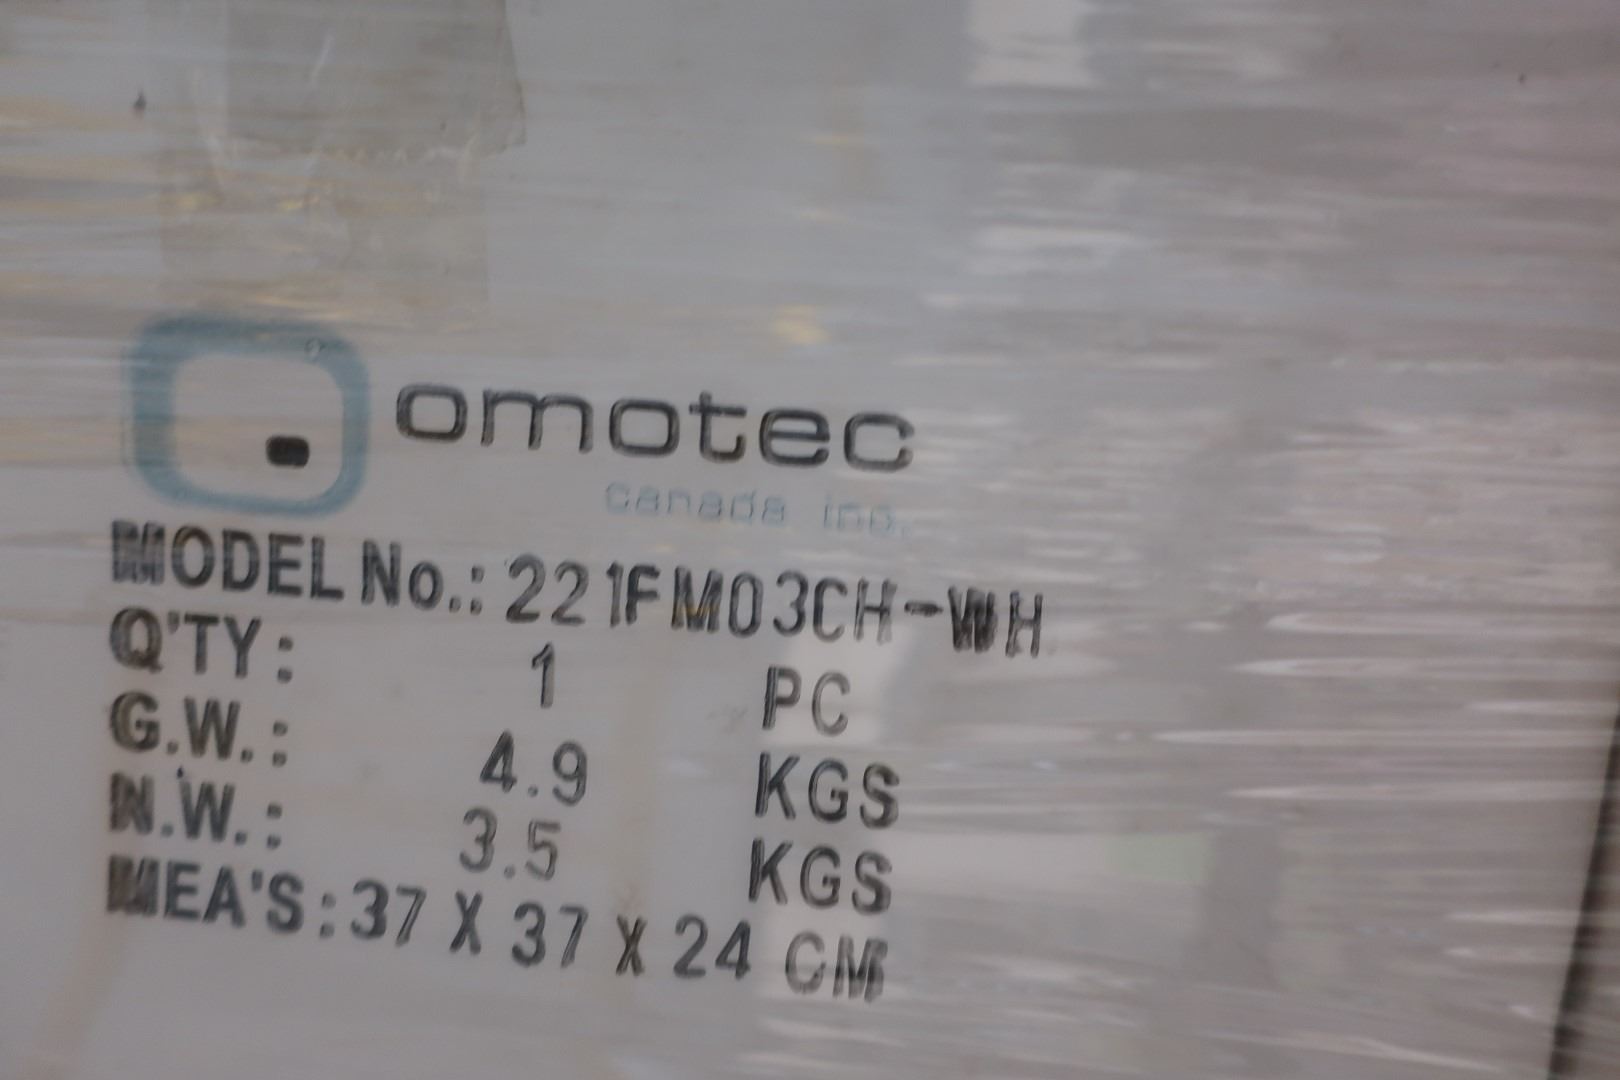 omotec
canada inc.
MODEL No.: 221FM03CH-WH
Q'TY: 1 PC
G.W.: 4.9 KGS
N.W.: 3.5 KGS
MEA'S: 37 X 37 X 24 CM